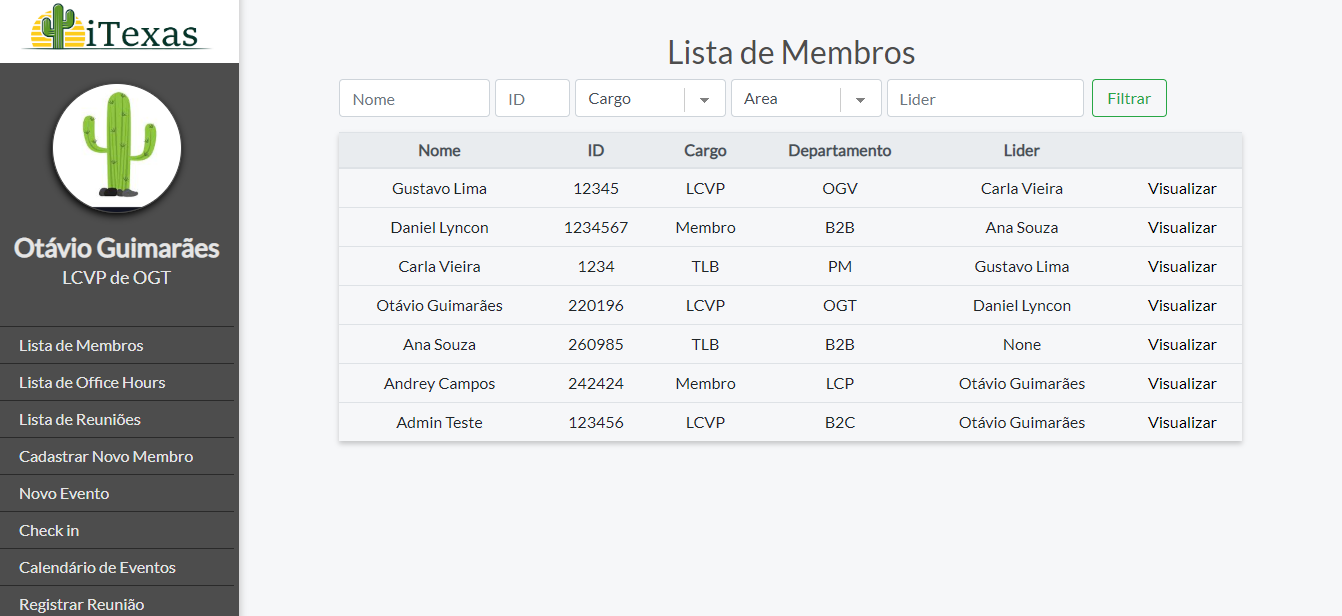 iTexas
Otávio Guimarães
LCVP de OGT
Lista de Membros
Lista de Office Hours
Lista de Reuniões
Cadastrar Novo Membro
Novo Evento
Check in
Calendário de Eventos
Registrar Reunião
Lista de Membros
Nome ID Cargo Area Lider Filtrar
Nome ID Cargo Departamento Lider
Gustavo Lima 12345 LCVP OGV Carla Vieira Visualizar
Daniel Lyncon 1234567 Membro B2B Ana Souza Visualizar
Carla Vieira 1234 TLB PM Gustavo Lima Visualizar
Otávio Guimarães 220196 LCVP OGT Daniel Lyncon Visualizar
Ana Souza 260985 TLB B2B None Visualizar
Andrey Campos 242424 Membro LCP Otávio Guimarães Visualizar
Admin Teste 123456 LCVP B2C Otávio Guimarães Visualizar